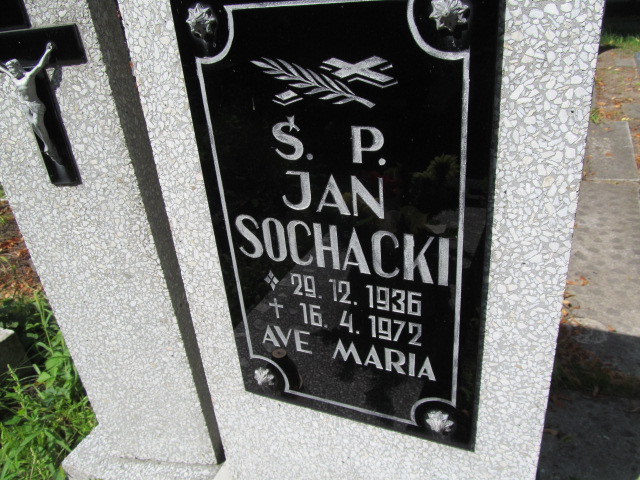 Ś. P.
JAN
SOCHACKI
29. 12. 1936
✝ 16. 4. 1972
AVE MARIA